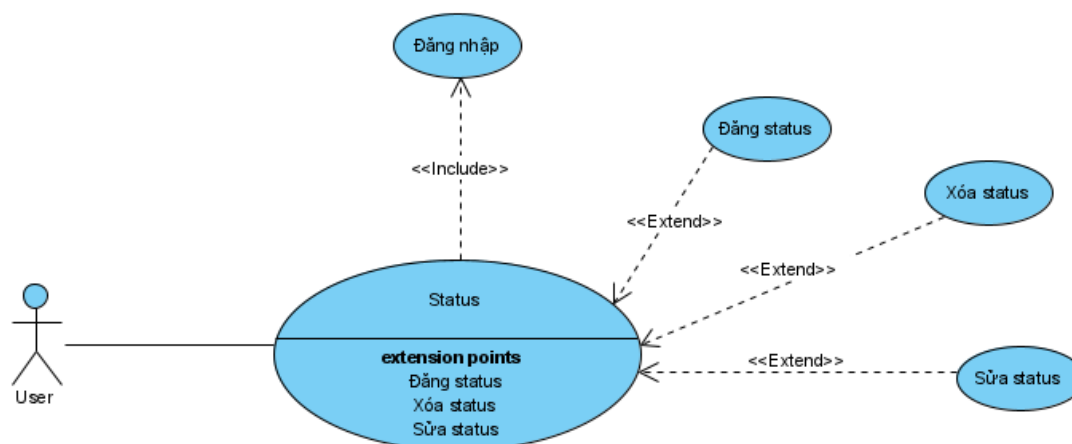 Đăng nhập
Đăng status
<<Include>>
Xóa status
<<Extend>>
<<Extend>>
Status
<<Extend>>
extension points
Đăng status
Xóa status
Sửa status
Sửa status
User